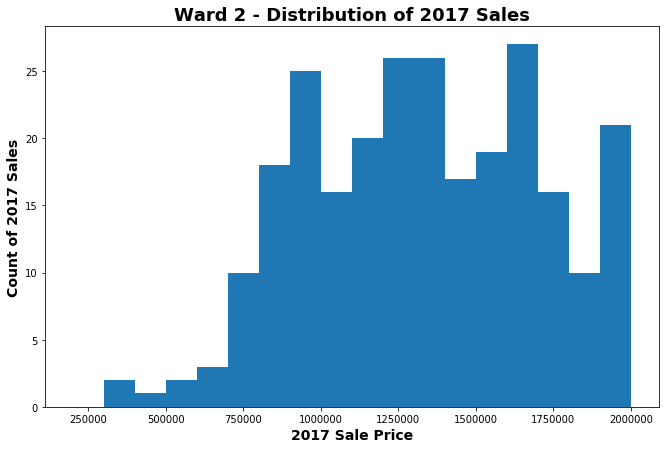 Ward 2 - Distribution of 2017 Sales
Count of 2017 Sales
25
20
15
10
5
0
250000 500000 750000 1000000 1250000 1500000 1750000 2000000
2017 Sale Price